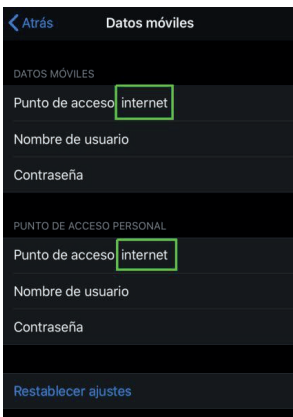 Atrás Datos móviles
DATOS MÓVILES
Punto de acceso internet
Nombre de usuario
Contraseña
PUNTO DE ACCESO PERSONAL
Punto de acceso internet
Nombre de usuario
Contraseña
Restablecer ajustes